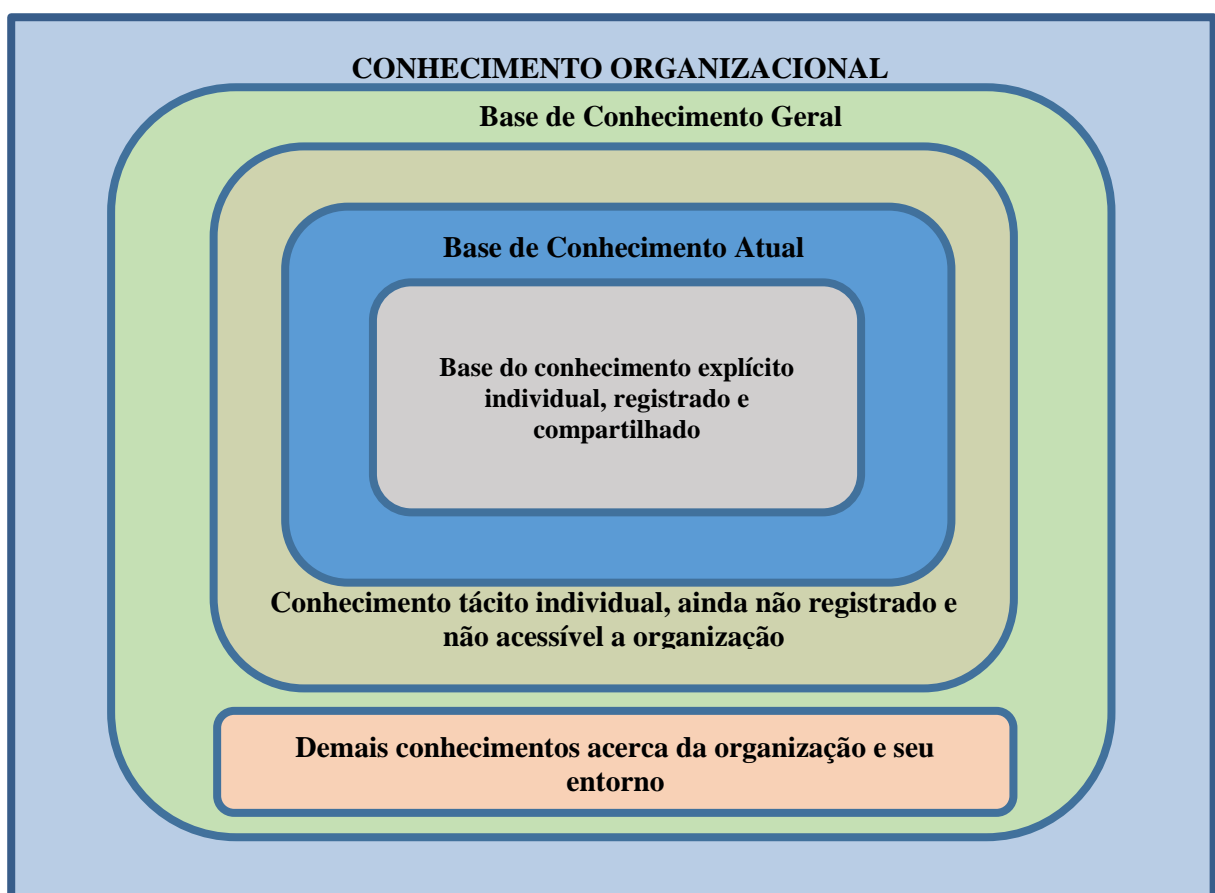 CONHECIMENTO ORGANIZACIONAL
Base de Conhecimento Geral
Base de Conhecimento Atual
Base do conhecimento explícito
individual, registrado e
compartilhado
Conhecimento tácito individual, ainda não registrado e
não acessível a organização
Demais conhecimentos acerca da organização e seu
entorno